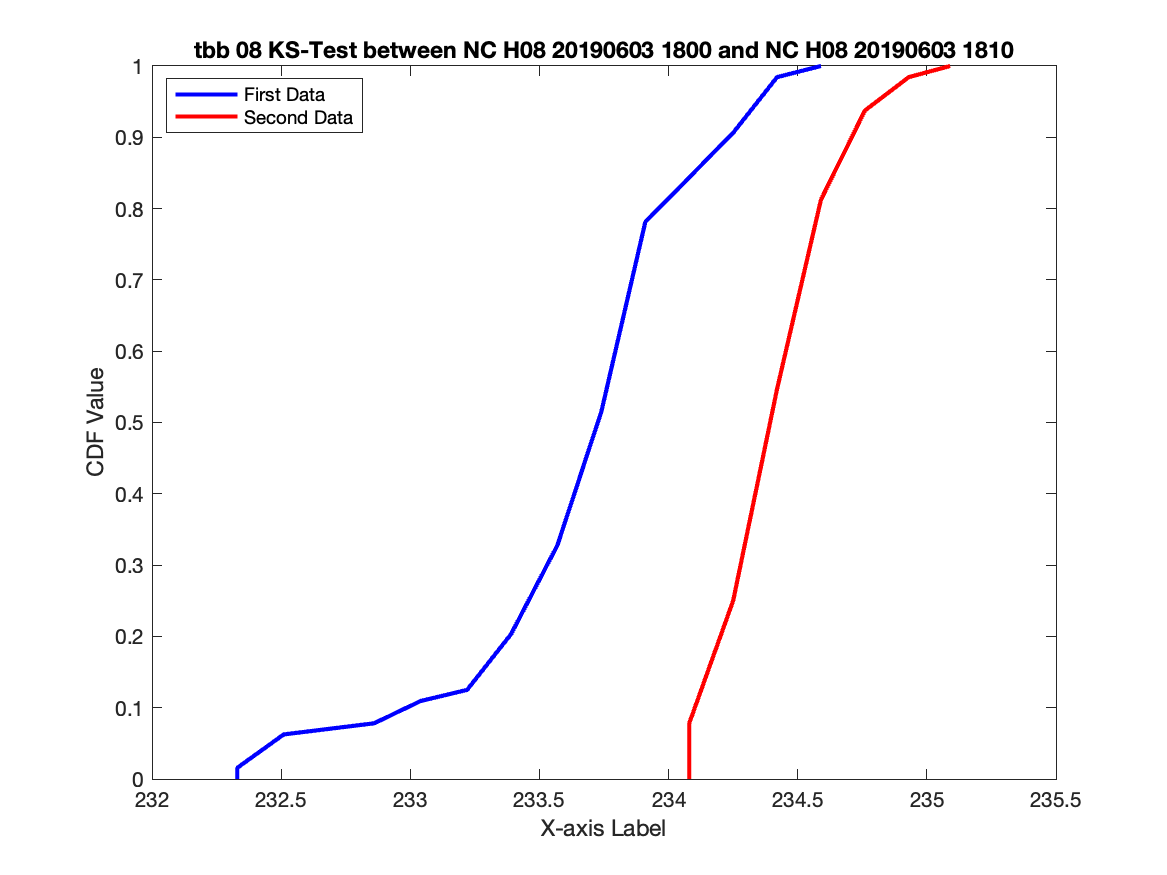 tbb 08 KS-Test between NC H08 20190603 1800 and NC H08 20190603 1810
First Data
Second Data
CDF Value
1
0.9
0.8
0.7
0.6
0.5
0.4
0.3
0.2
0.1
0
232 232.5 233 233.5 234 234.5 235 235.5
X-axis Label